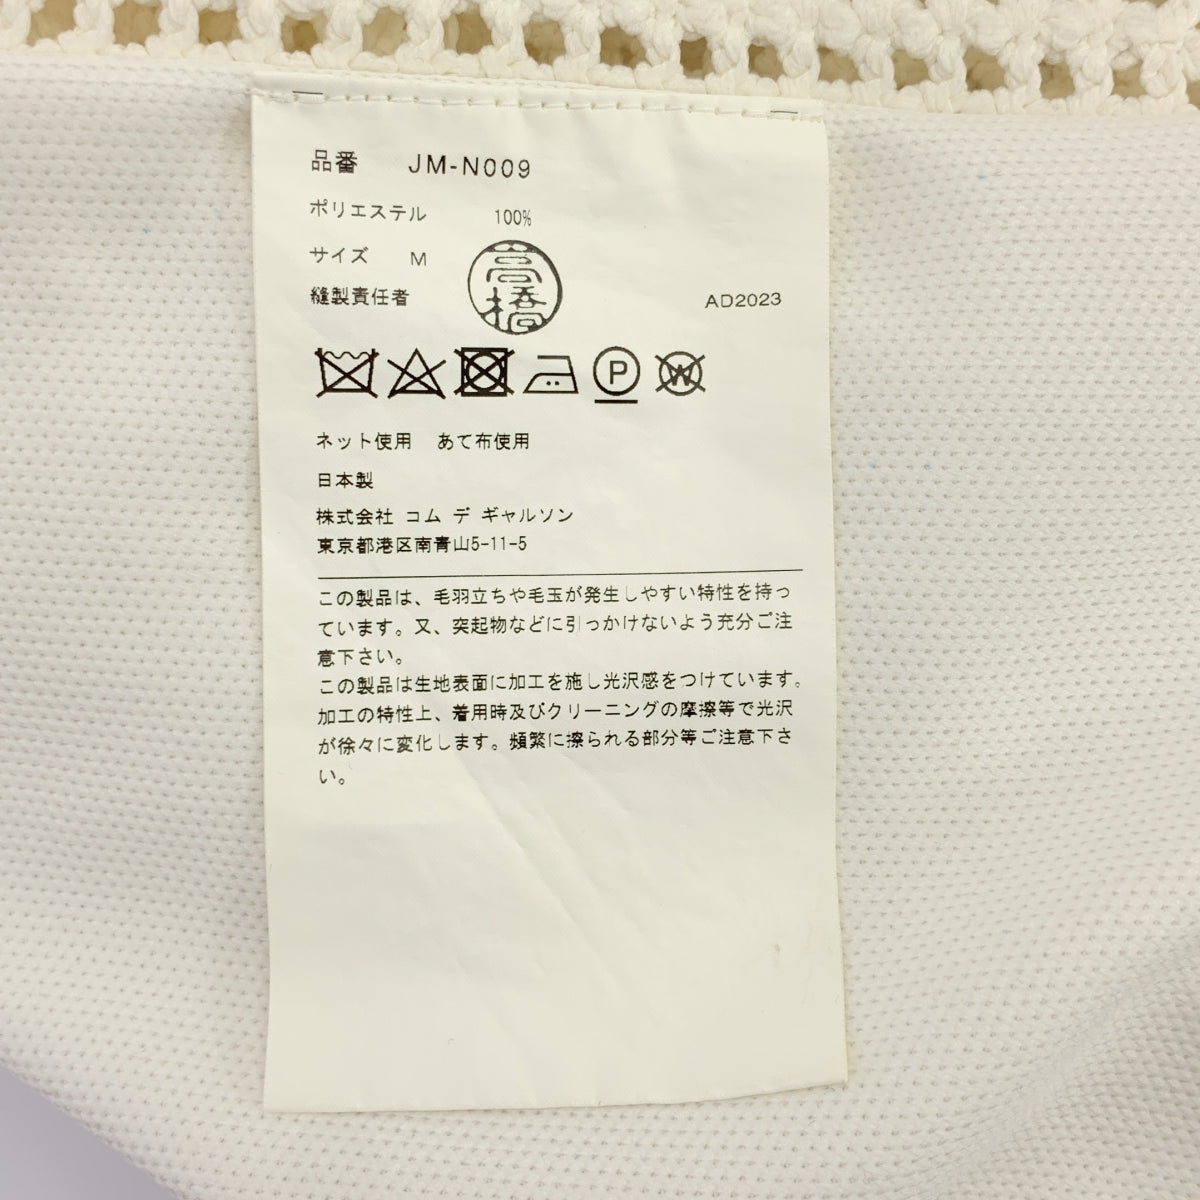 品番 JM-N009
ポリエステル 100%
サイズ M
高橋
縫製責任者
AD2023
P
W
ネット使用 あて布使用
日本製
株式会社 コム デ ギャルソン
東京都港区南青山5-11-5
この製品は、毛羽立ちや毛玉が発生しやすい特性を持っ
ています。又、突起物などに引っかけないよう充分ご注
意下さい。
この製品は生地表面に加工を施し光沢感をつけています。
加工の特性上、着用時及びクリーニングの摩擦等で光沢
が徐々に変化します。頻繁に擦られる部分等ご注意下さ
い。